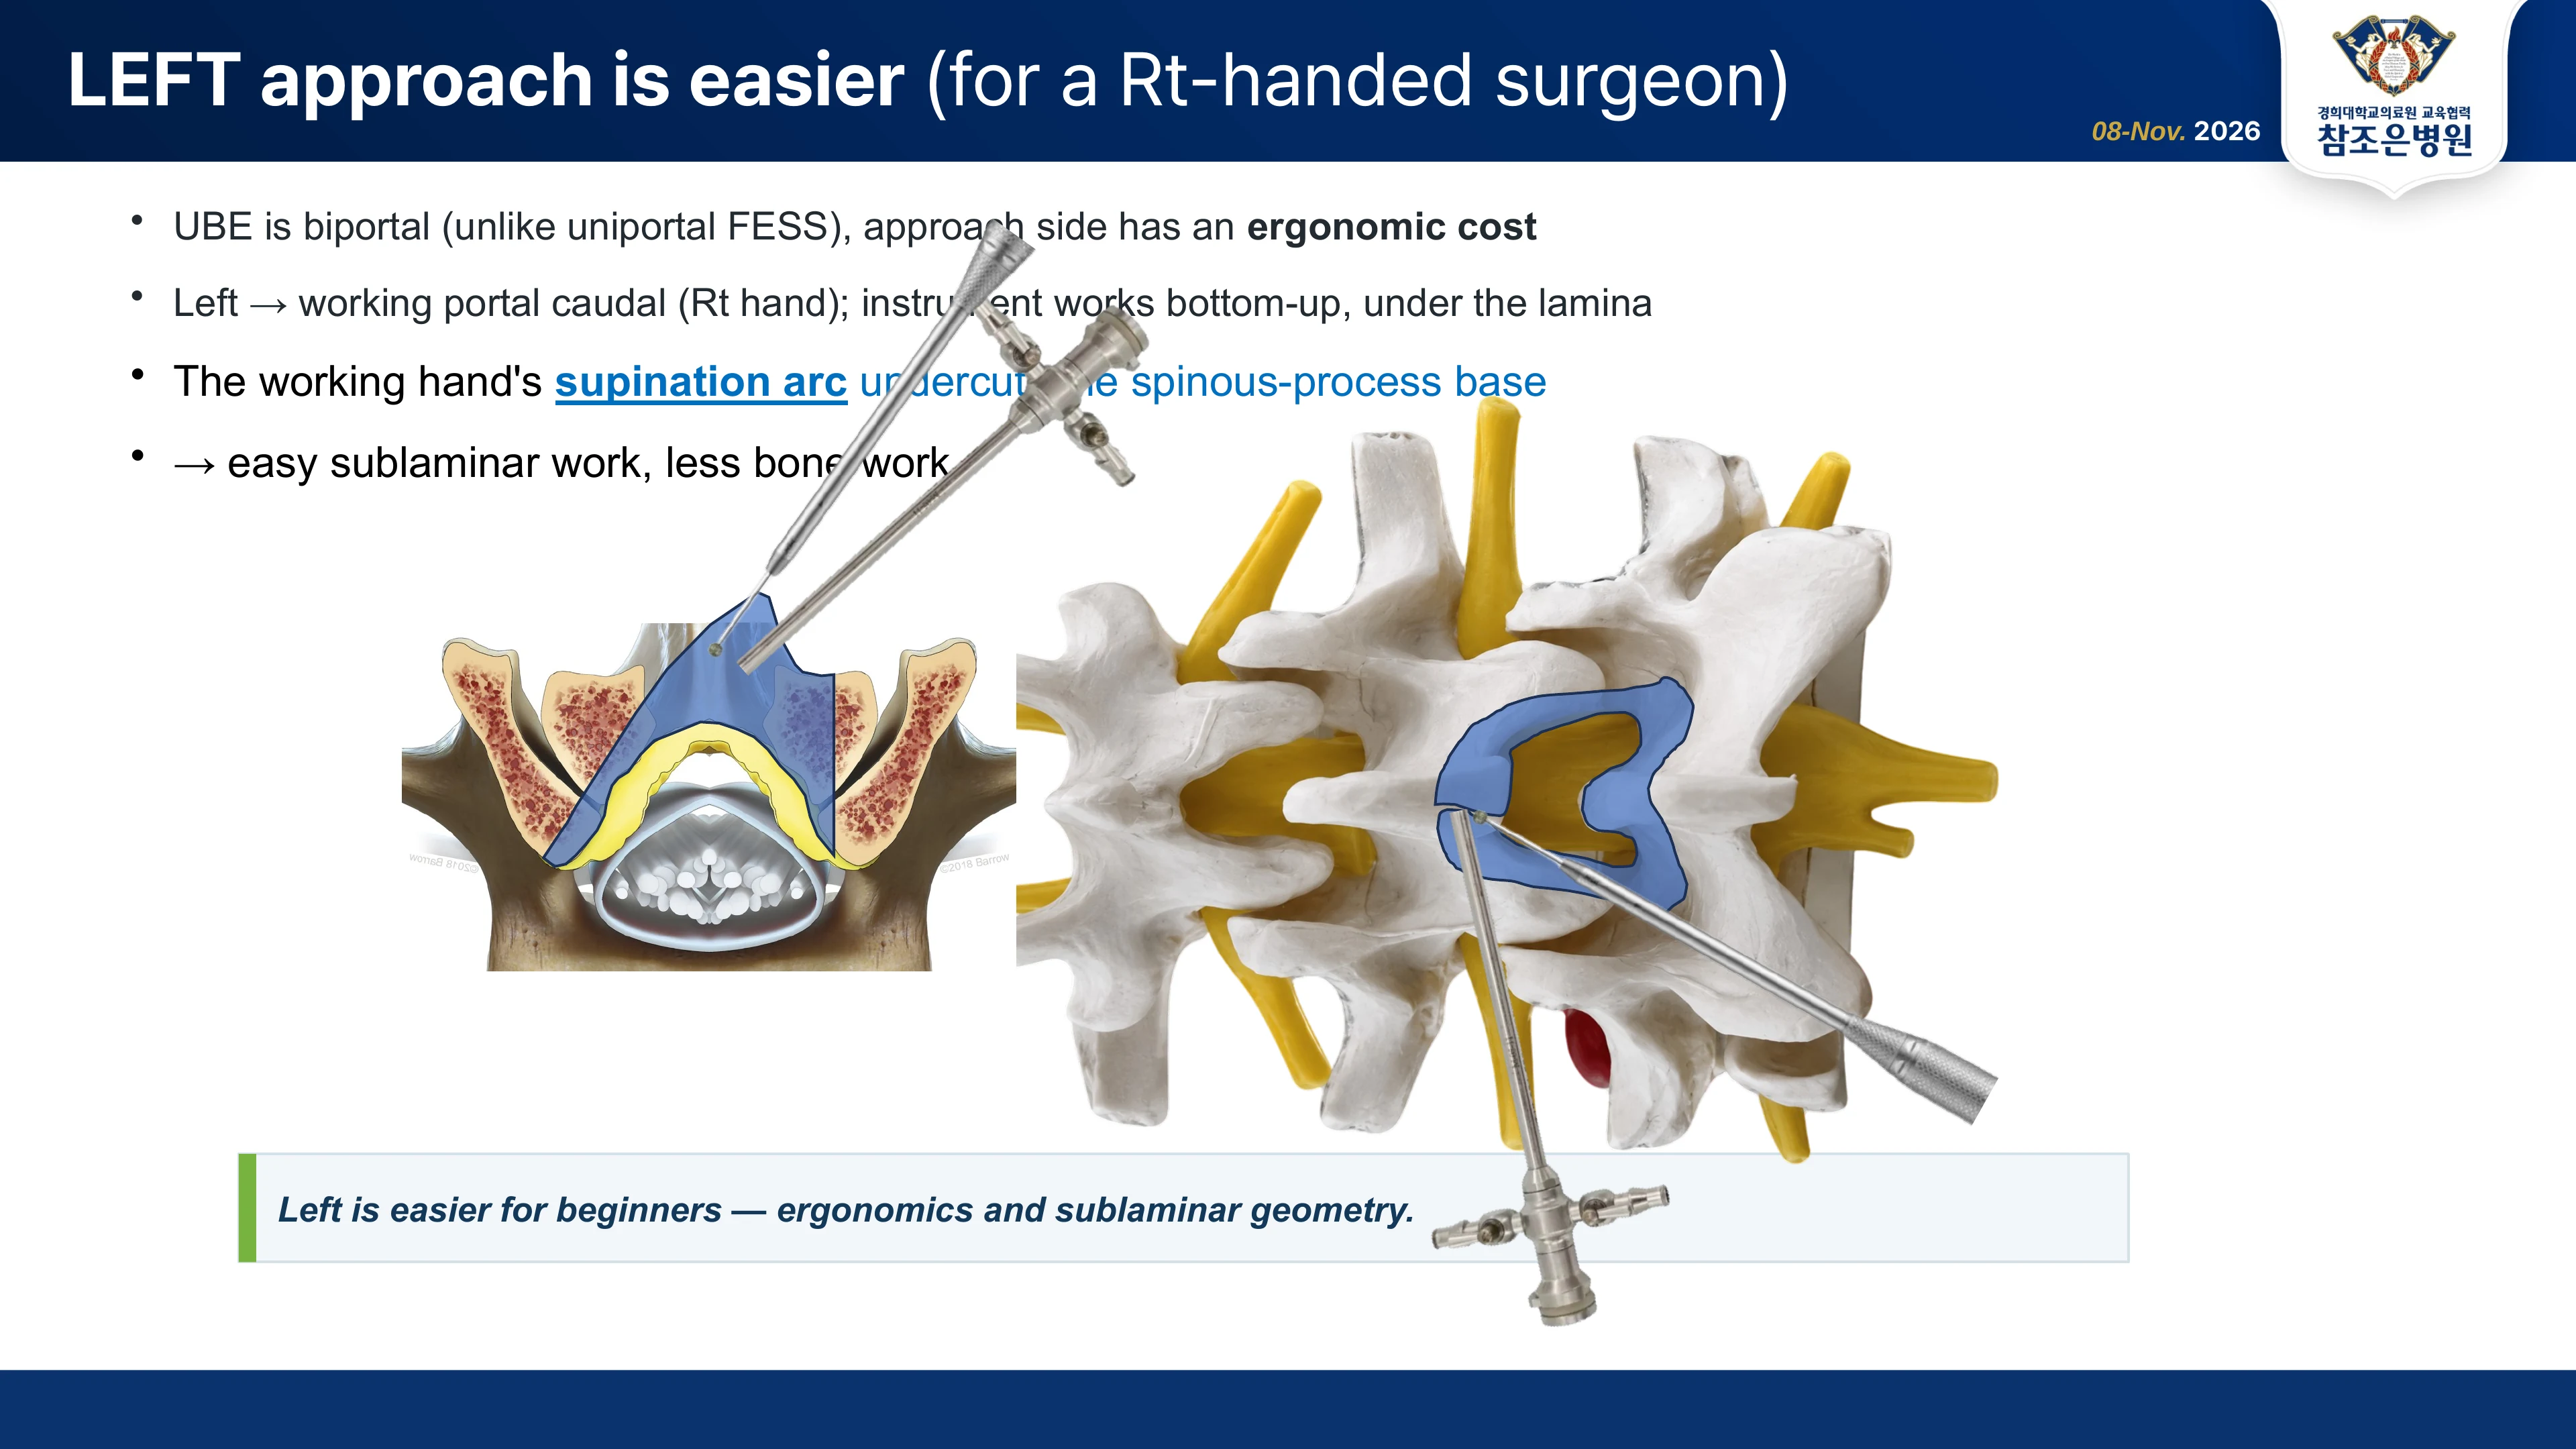 LEFT approach is easier (for a Rt-handed surgeon)
08-Nov. 2026
경희대학교의료원 교육협력
참조은병원
• UBE is biportal (unlike uniportal FESS), approach side has an ergonomic cost
• Left → working portal caudal (Rt hand); instrument works bottom-up, under the lamina
• The working hand's supination arc undercuts the spinous-process base
• → easy sublaminar work, less bone work
©2018 Barrow
©2018 Barrow
Left is easier for beginners — ergonomics and sublaminar geometry.